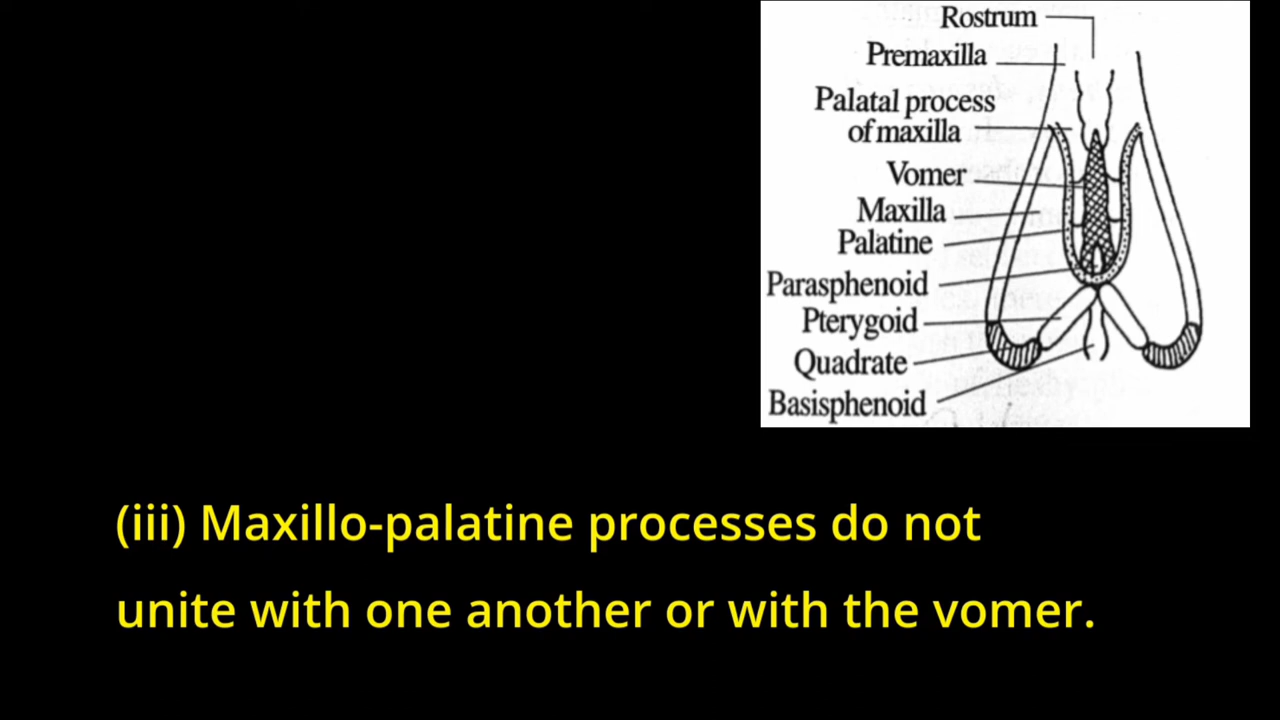 Rostrum
Premaxilla
Palatal process
of maxilla
Vomer
Maxilla
Palatine
Parasphenoid
Pterygoid
Quadrate
Basisphenoid
(iii) Maxillo-palatine processes do not
unite with one another or with the vomer.